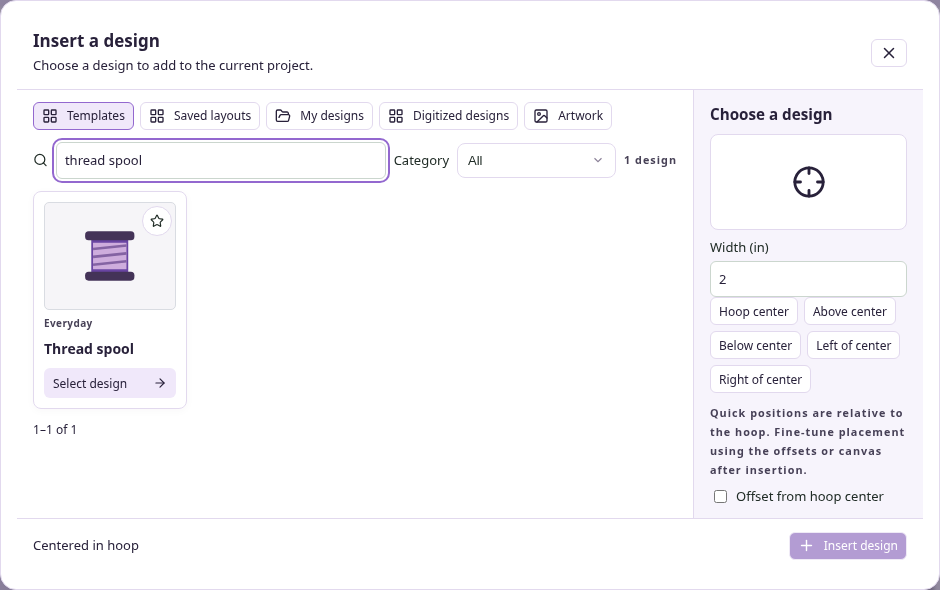 Insert a design
Choose a design to add to the current project.
Templates
Saved layouts
My designs
Digitized designs
Artwork
thread spool
Category
All
1 design
Everyday
Thread spool
Select design
1–1 of 1
Choose a design
Width (in)
2
Hoop center
Above center
Below center
Left of center
Right of center
Quick positions are relative to
the hoop. Fine-tune placement
using the offsets or canvas
after insertion.
Offset from hoop center
Centered in hoop
Insert design